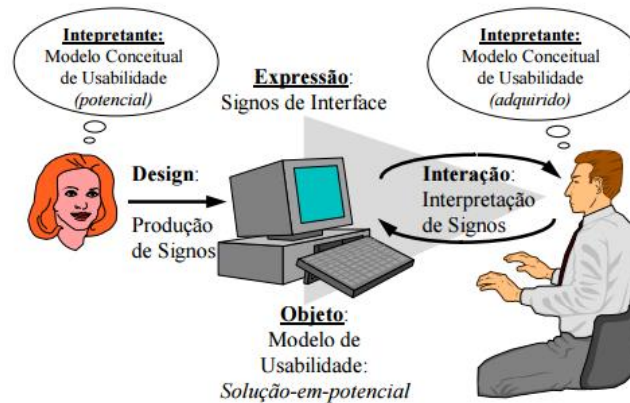 Intepretante:
Modelo Conceitual
de Usabilidade
(potencial)
Expressão:
Signos de Interface
Intepretante:
Modelo Conceitual
de Usabilidade
(adquirido)
Design:
Produção
de Signos
Interação:
Interpretação
de Signos
Objeto:
Modelo de
Usabilidade:
Solução-em-potencial